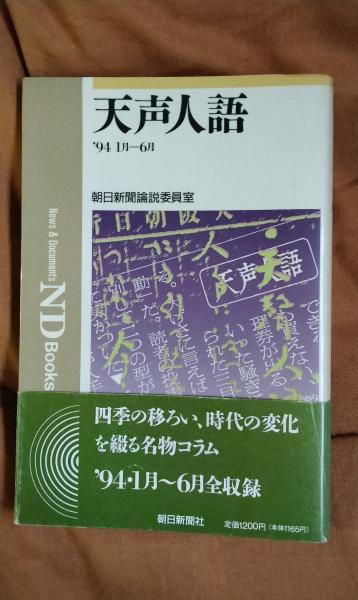 天声人語
'94 1月—6月
朝日新聞論説委員室
News & Documents
ND Books
天声人語
四季の移ろい、時代の変化
を綴る名物コラム
'94・1月〜6月全収録
朝日新聞社
定価1200円(本体1165円)